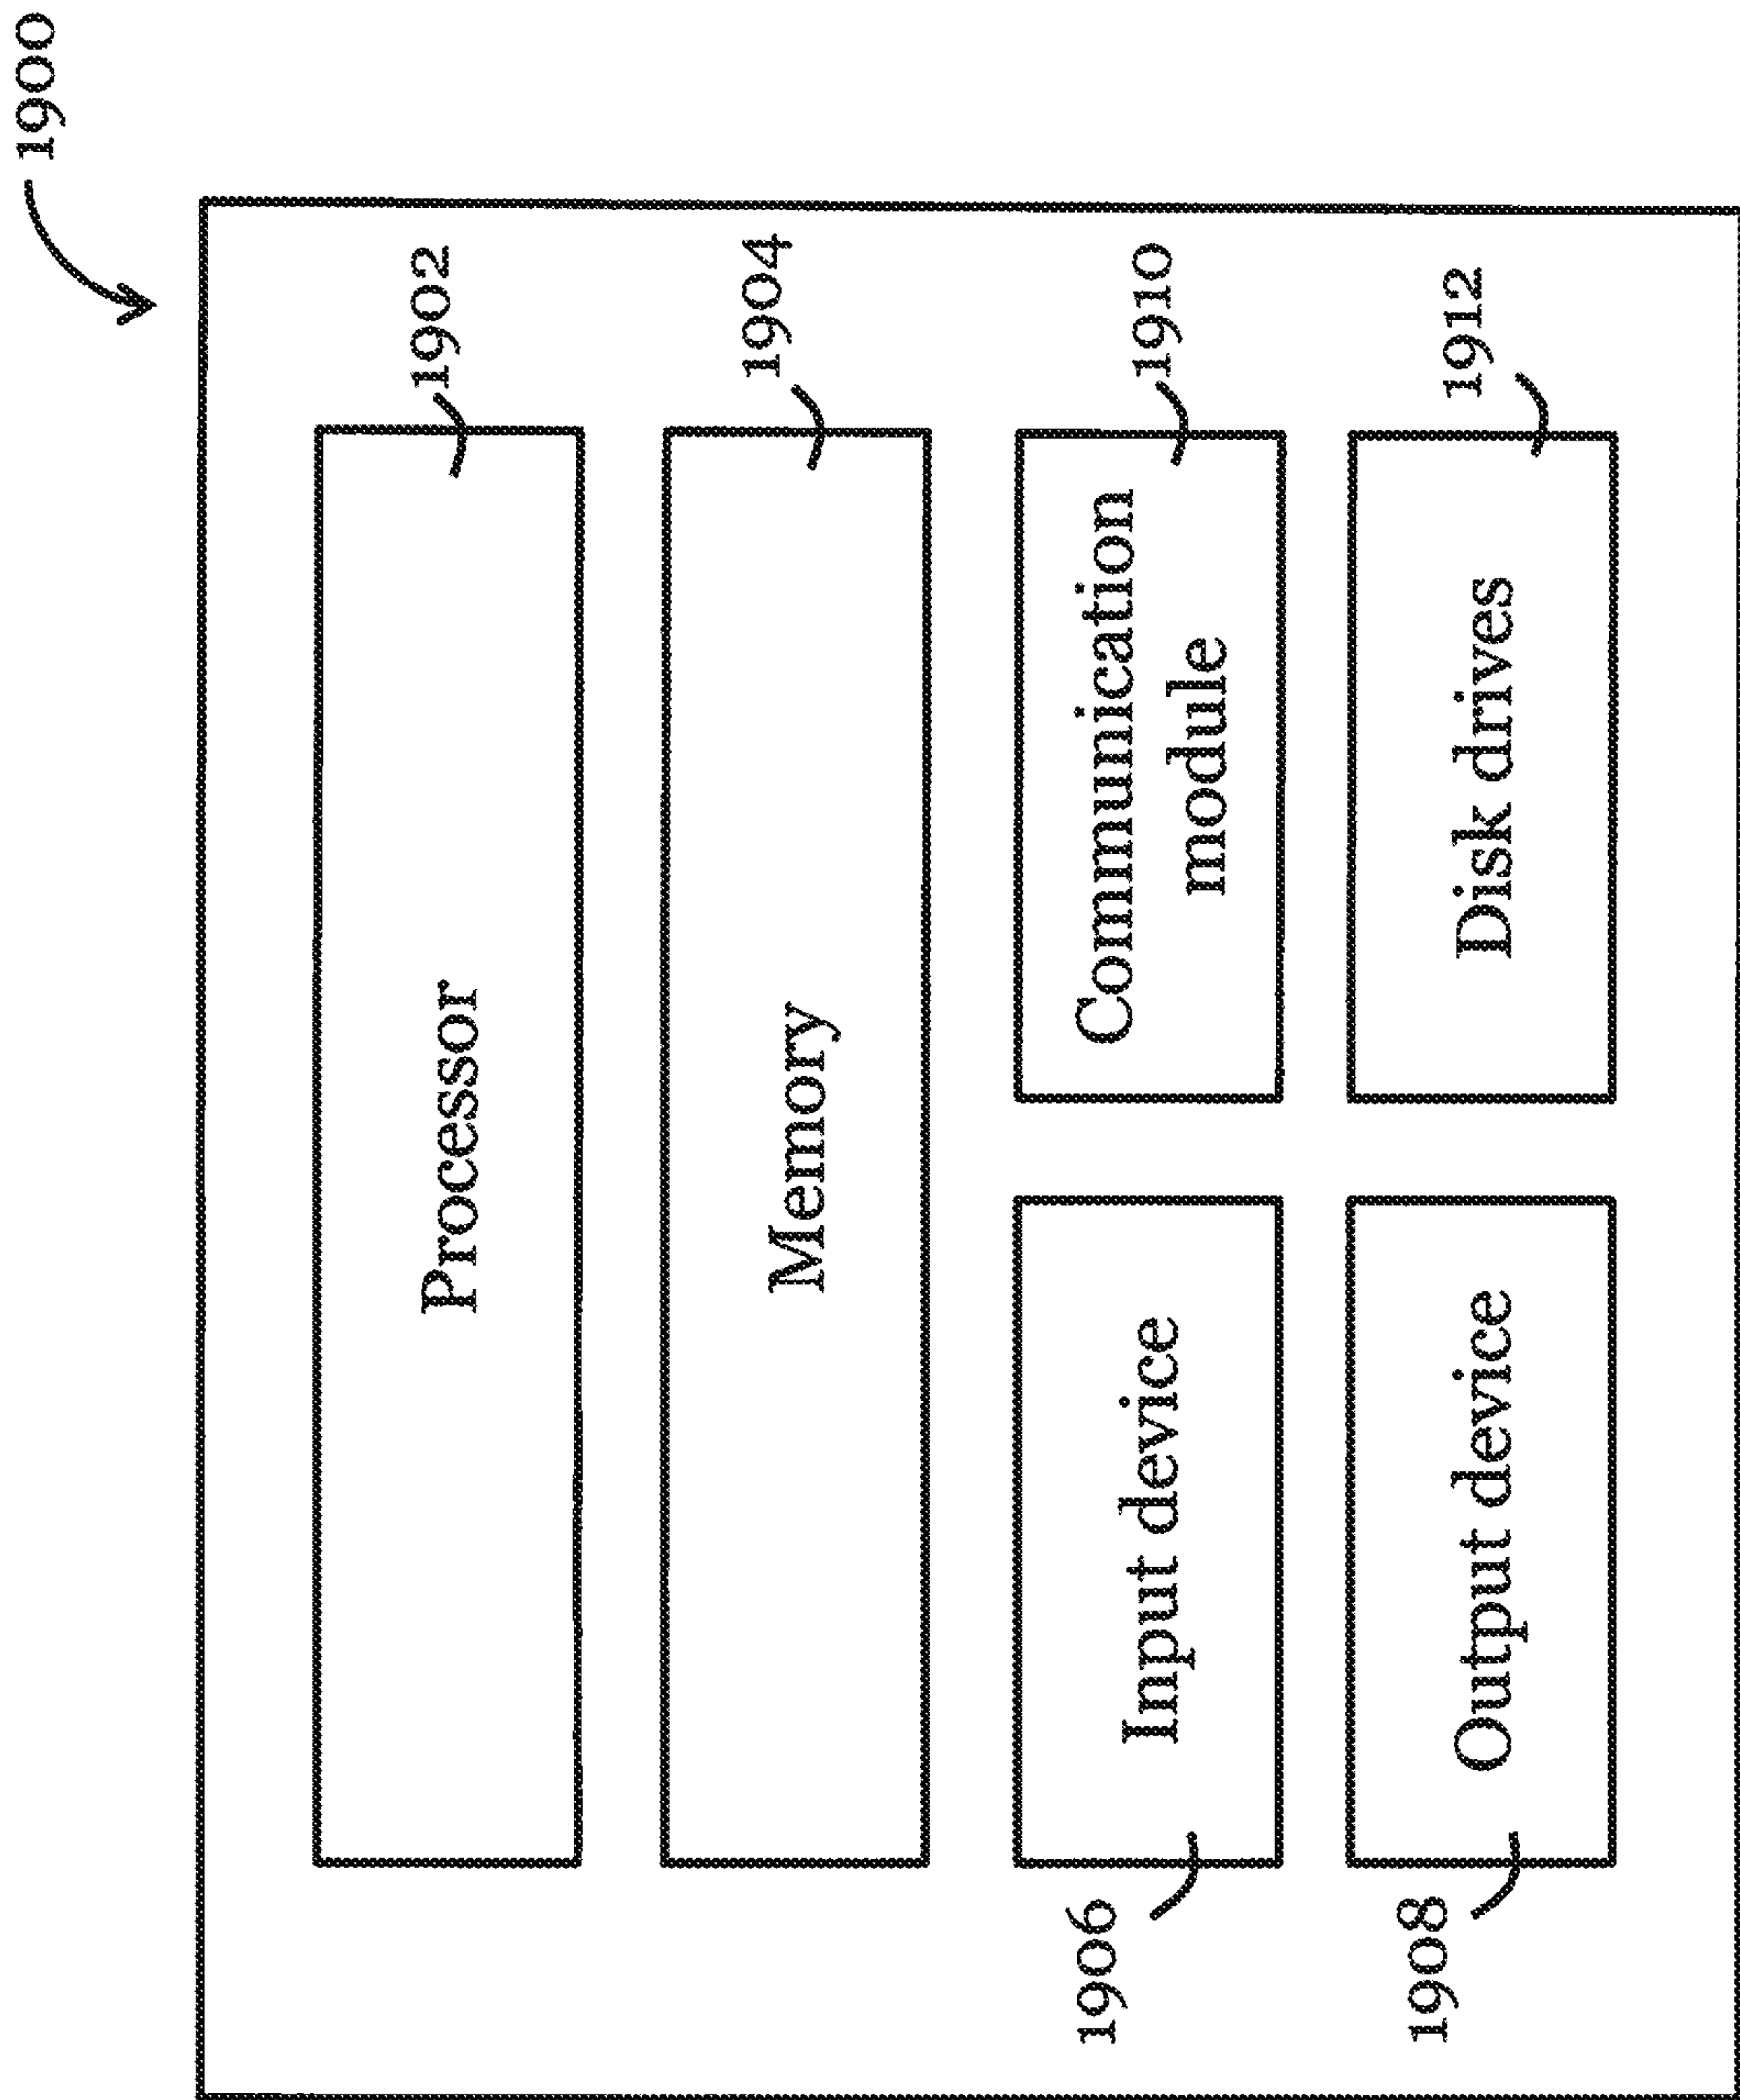 1900
Processor
1902
Memory
1904
Input device
1906
Communication
module
1910
Output device
1908
Disk drives
1912